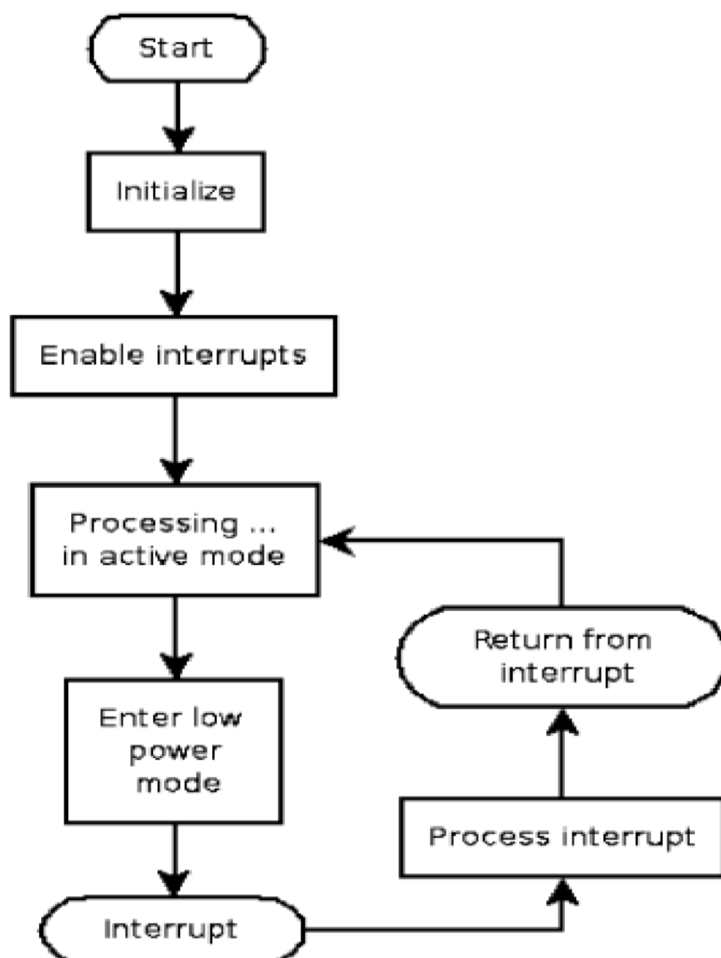 Start
Initialize
Enable interrupts
Processing ...
in active mode
Enter low
power
mode
Interrupt
Process interrupt
Return from
interrupt